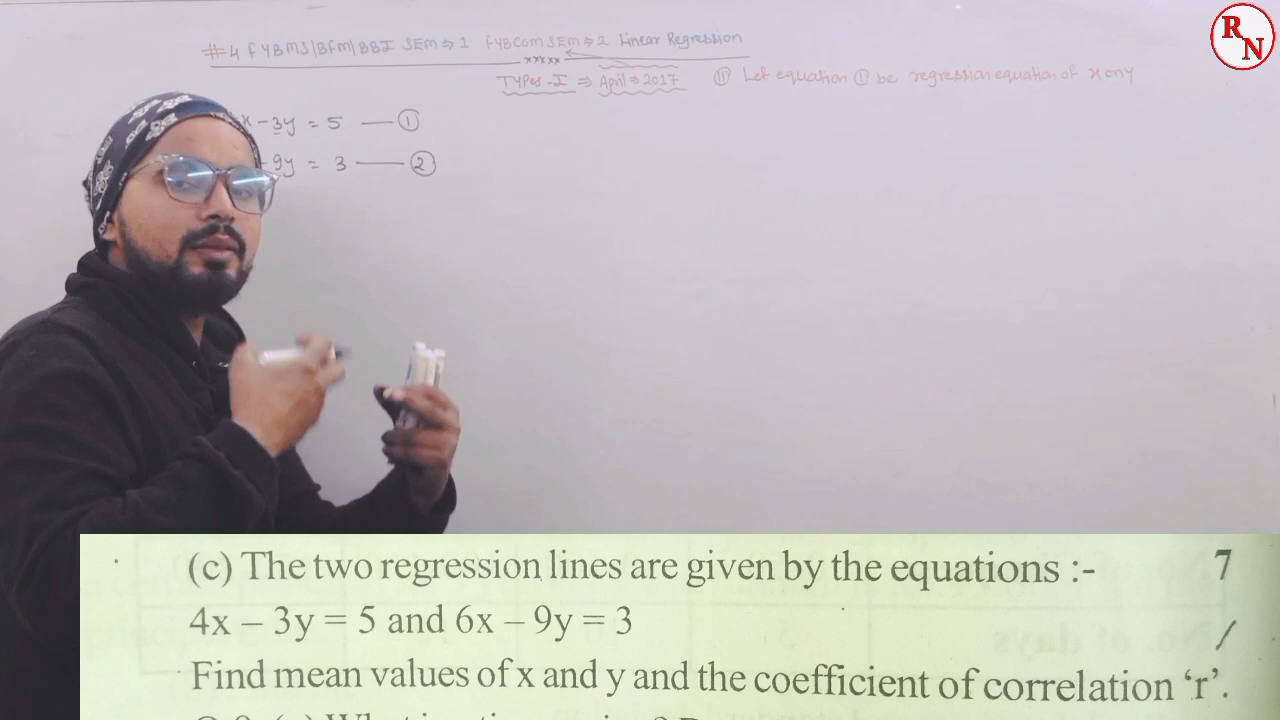 R
N
#4 FYBMS|BFM|BBI SEM ⇒ 1 FYBCom SEM ⇒ 2 Linear Regression
xxxxx
TYPes-I ⇒ April ⇒ 2017 (II) Let equation ① be regression equation of x on y
x - 3y = 5 — ①
- 9y = 3 — ②
(c) The two regression lines are given by the equations :- 7
4x – 3y = 5 and 6x – 9y = 3
Find mean values of x and y and the coefficient of correlation ‘r’.